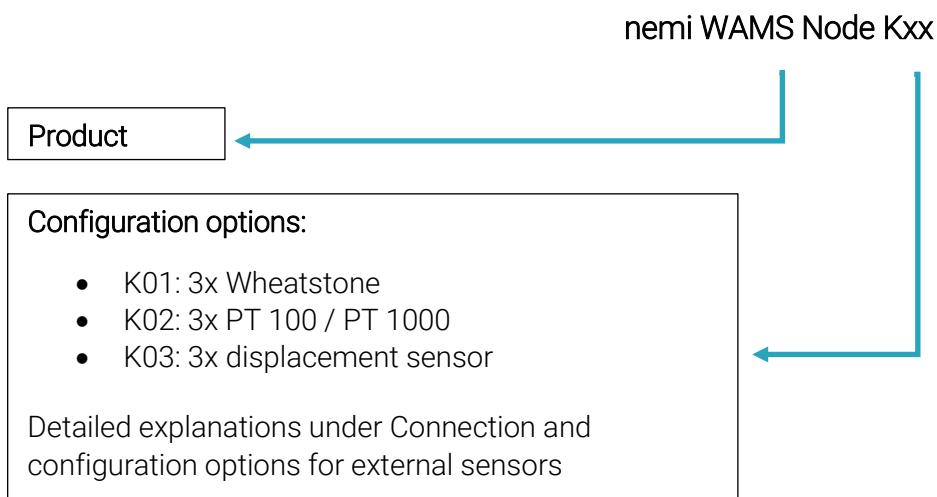 nemi WAMS Node Kxx
Product
Configuration options:
• K01: 3x Wheatstone
• K02: 3x PT 100 / PT 1000
• K03: 3x displacement sensor
Detailed explanations under Connection and
configuration options for external sensors